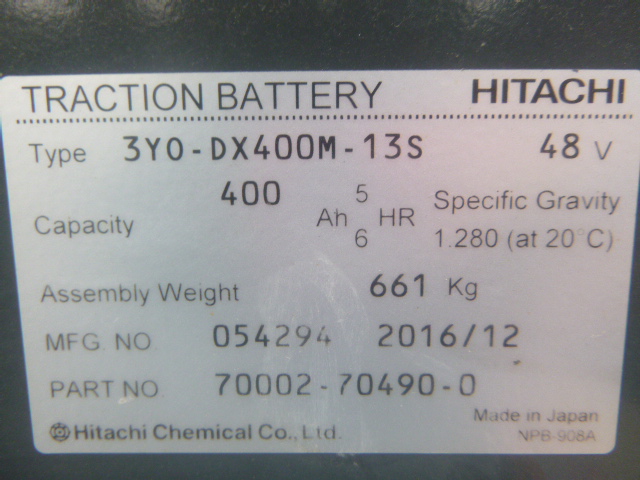 TRACTION BATTERY HITACHI
Type 3Y0-DX400M-13S 48 V
Capacity 400 Ah 5 HR Specific Gravity
6 1.280 (at 20°C)
Assembly Weight 661 Kg
MFG. NO. 054294 2016/12
PART NO. 70002-70490-0
Made in Japan
Hitachi Chemical Co., Ltd. NPB-908A